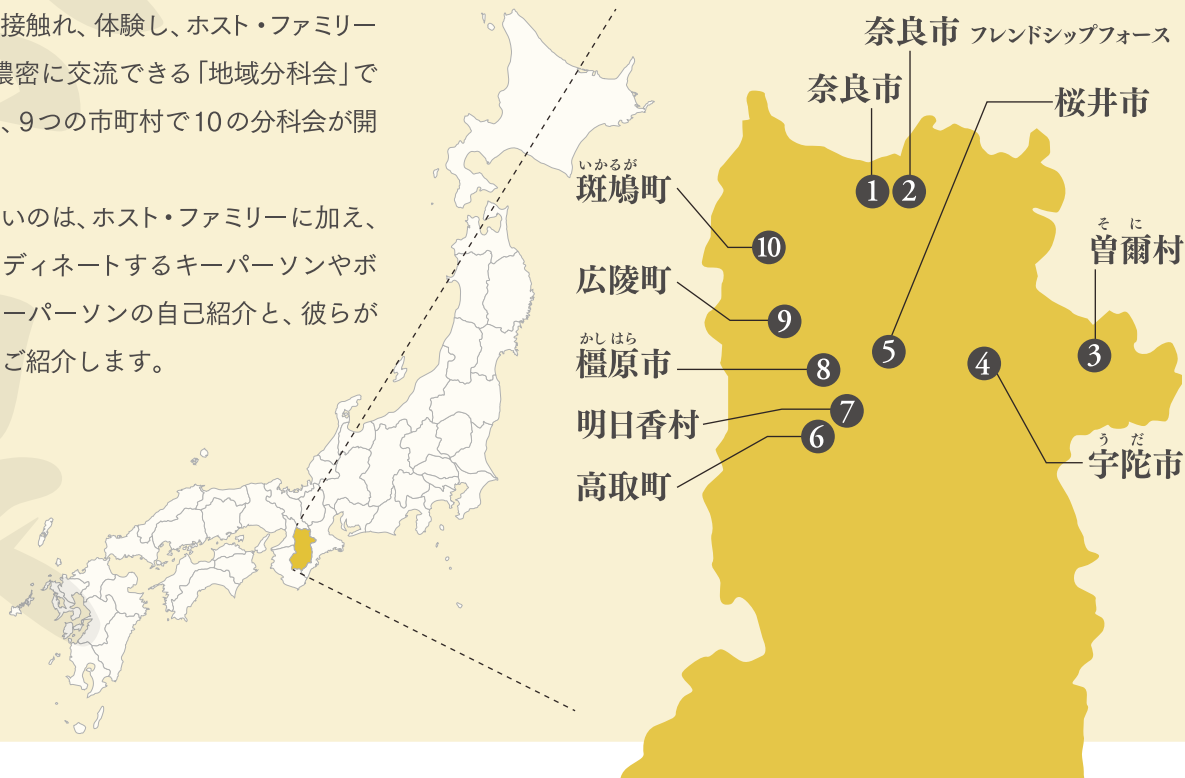 接触れ、体験し、ホスト・ファミリー
濃密に交流できる「地域分科会」で
、9つの市町村で10の分科会が開
いのは、ホスト・ファミリーに加え、
ディネートするキーパーソンやボ
ーパーソンの自己紹介と、彼らが
ご紹介します。
奈良市 フレンドシップフォース
奈良市
桜井市
いかるが
斑鳩町
そに
曽爾村
広陵町
かしはら
橿原市
明日香村
うだ
宇陀市
高取町
1
2
10
9
5
3
4
8
7
6